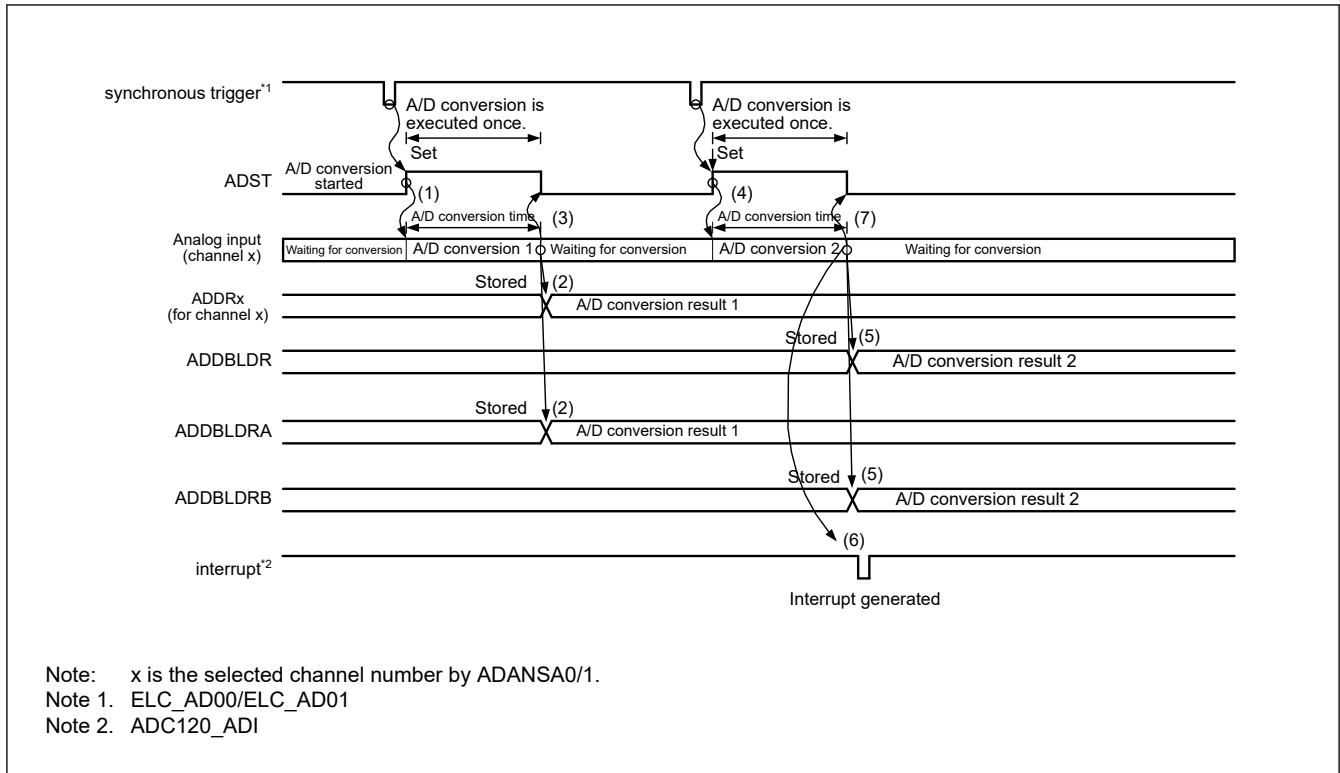 synchronous trigger*1
A/D conversion is
executed once.
A/D conversion is
executed once.
Set
Set
ADST
A/D conversion
started
(1)
(4)
A/D conversion time
(3)
A/D conversion time
(7)
Analog input
(channel x)
Waiting for conversion
A/D conversion 1
Waiting for conversion
A/D conversion 2
Waiting for conversion
Stored
(2)
ADDRx
(for channel x)
A/D conversion result 1
Stored
(5)
ADDBLDR
A/D conversion result 2
Stored
(2)
ADDBLDRA
A/D conversion result 1
Stored
(5)
ADDBLDRB
A/D conversion result 2
(6)
interrupt*2
Interrupt generated
Note: x is the selected channel number by ADANSA0/1.
Note 1. ELC_AD00/ELC_AD01
Note 2. ADC120_ADI